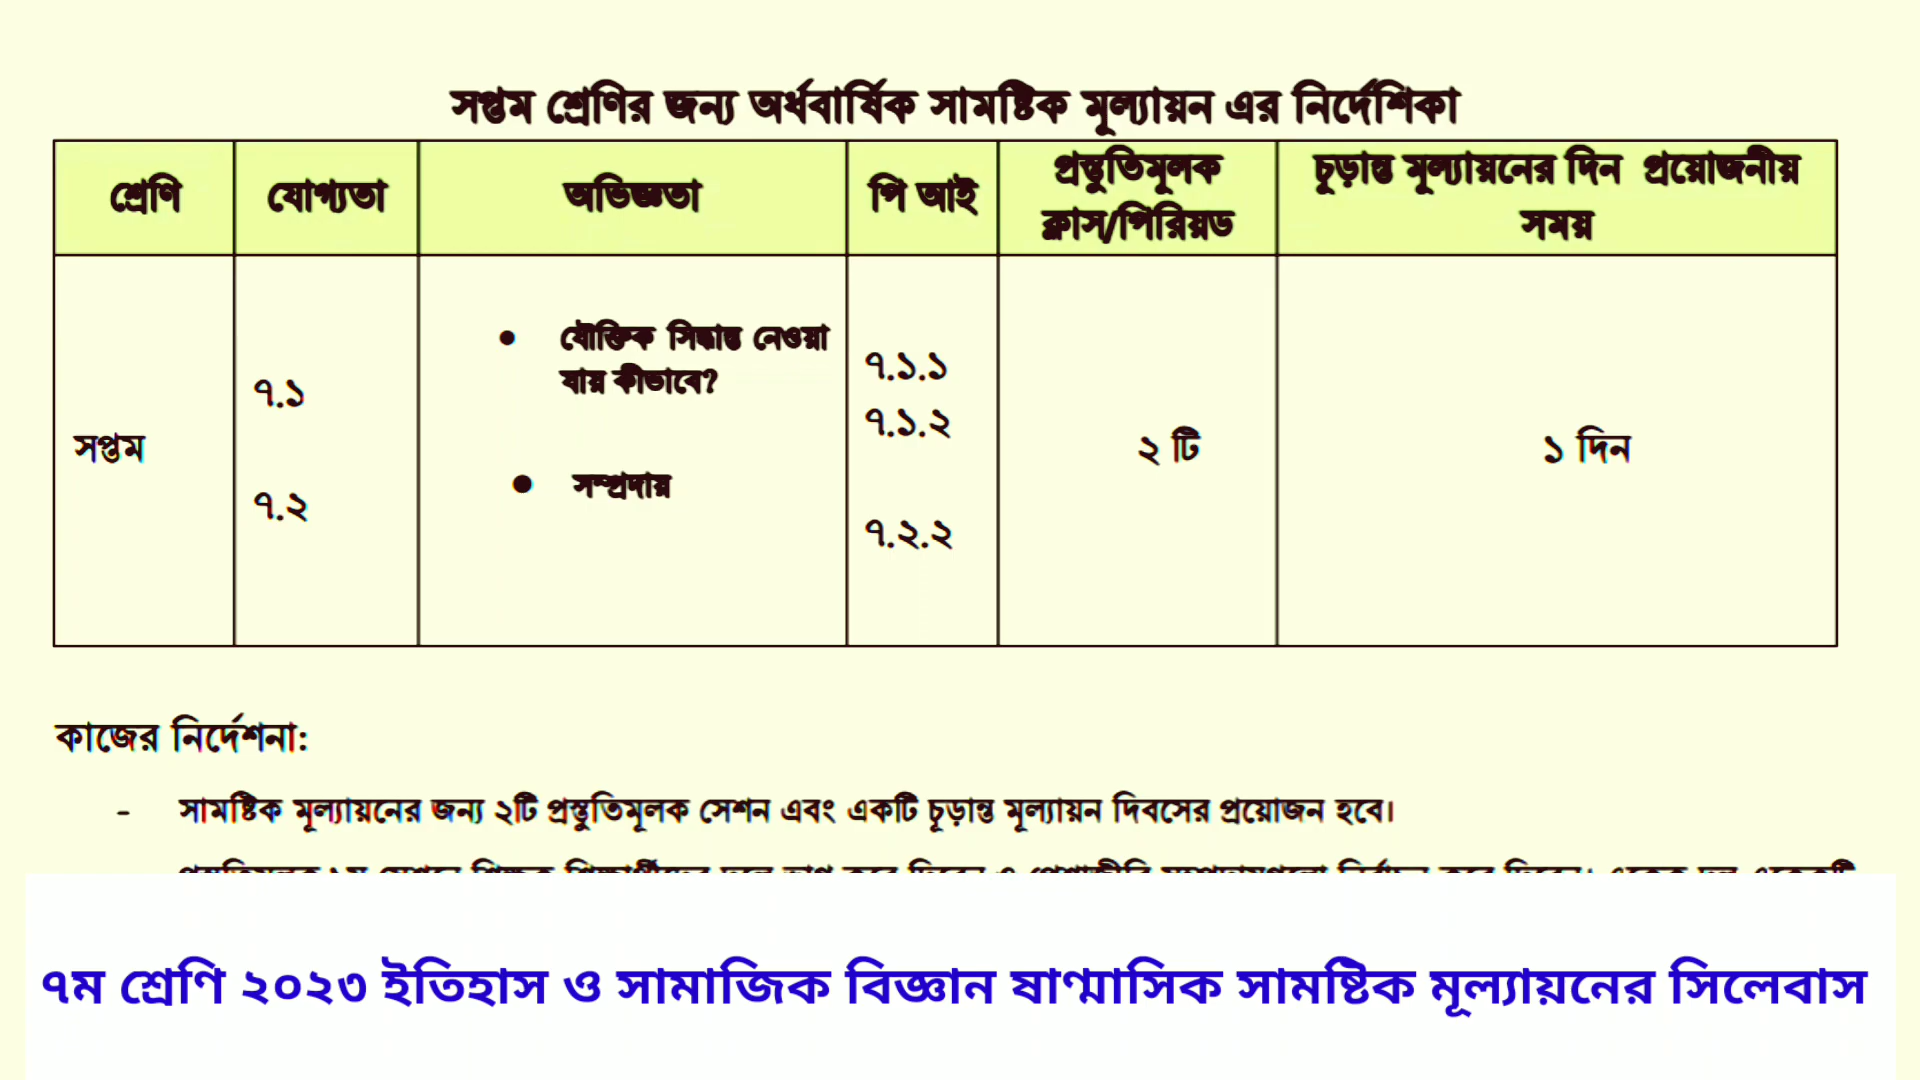 সপ্তম শ্রেণির জন্য অর্ধবার্ষিক সামষ্টিক মূল্যায়ন এর নির্দেশিকা
শ্রেণি
যোগ্যতা
অভিজ্ঞতা
পি আই
প্রস্তুতিমূলক
ক্লাস/পিরিয়ড
চূড়ান্ত মূল্যায়নের দিন প্রয়োজনীয়
সময়
সপ্তম
৭.১
৭.২
● যৌক্তিক সিদ্ধান্ত নেওয়া
যায় কীভাবে?
● সম্প্রদায়
৭.১.১
৭.১.২
৭.২.২
২ টি
১ দিন
কাজের নির্দেশনা:
- সামষ্টিক মূল্যায়নের জন্য ২টি প্রস্তুতিমূলক সেশন এবং একটি চূড়ান্ত মূল্যায়ন দিবসের প্রয়োজন হবে।
৭ম শ্রেণি ২০২৩ ইতিহাস ও সামাজিক বিজ্ঞান ষাণ্মাসিক সামষ্টিক মূল্যায়নের সিলেবাস